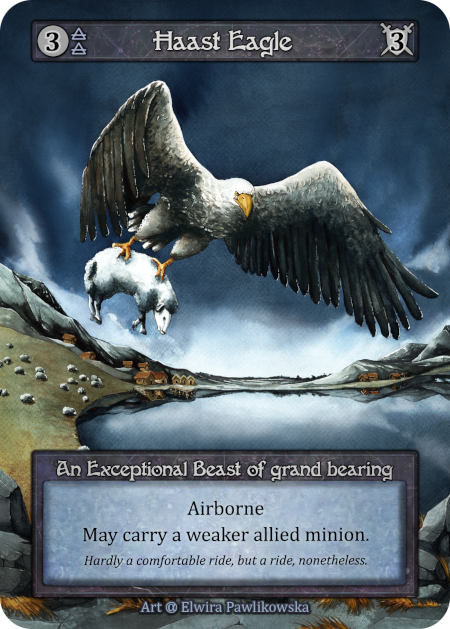 3 Haast Eagle 3
An Exceptional Beast of grand bearing
Airborne
May carry a weaker allied minion.
Hardly a comfortable ride, but a ride, nonetheless.
Art @ Elwira Pawlikowska